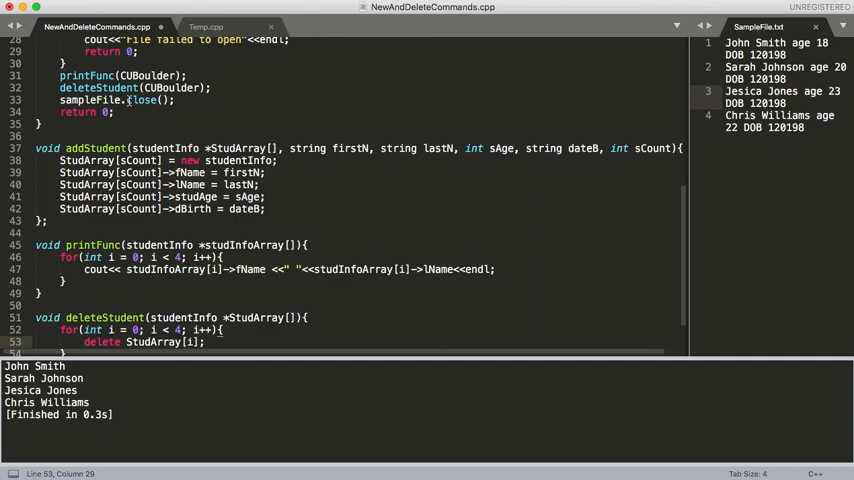 NewAndDeleteCommands.cpp
UNREGISTERED
NewAndDeleteCommands.cpp
Temp.cpp
28 cout<<"File failed to open"<<endl;
29 return 0;
30 }
31 printFunc(CUBoulder);
32 deleteStudent(CUBoulder);
33 sampleFile.close();
34 return 0;
35 }
36
37 void addStudent(studentInfo *StudArray[], string firstN, string lastN, int sAge, string dateB, int sCount){
38 StudArray[sCount] = new studentInfo;
39 StudArray[sCount]->fName = firstN;
40 StudArray[sCount]->lName = lastN;
41 StudArray[sCount]->studAge = sAge;
42 StudArray[sCount]->dBirth = dateB;
43 };
44
45 void printFunc(studentInfo *studInfoArray[]){
46 for(int i = 0; i < 4; i++){
47 cout<< studInfoArray[i]->fName <<" "<<studInfoArray[i]->lName<<endl;
48 }
49 }
50
51 void deleteStudent(studentInfo *StudArray[]){
52 for(int i = 0; i < 4; i++){
53 delete StudArray[i];
54 }
SampleFile.txt
1 John Smith age 18
DOB 120198
2 Sarah Johnson age 20
DOB 120198
3 Jesica Jones age 23
DOB 120198
4 Chris Williams age
22 DOB 120198
John Smith
Sarah Johnson
Jesica Jones
Chris Williams
[Finished in 0.3s]
Line 53, Column 29
Tab Size: 4
C++